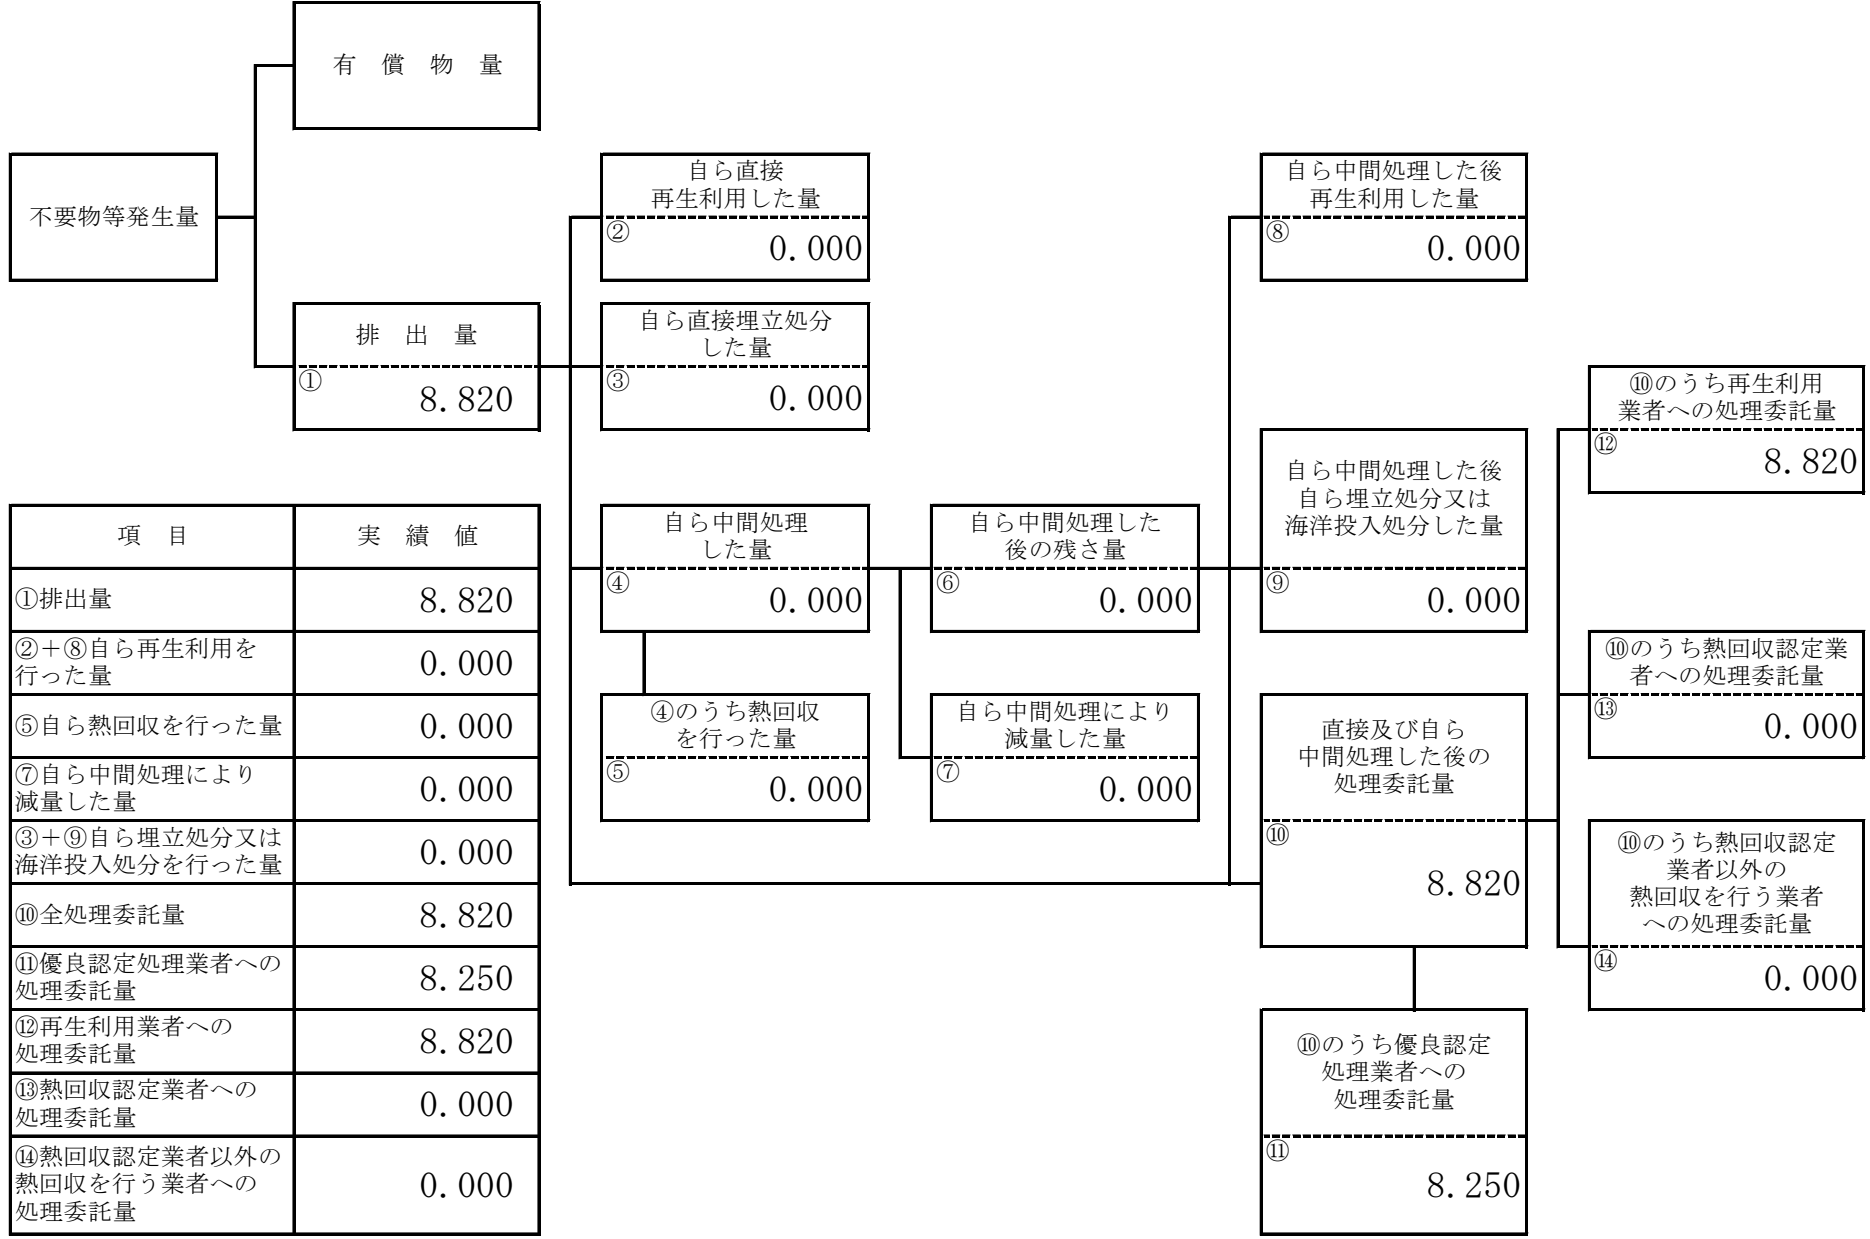 有　償　物　量
不要物等発生量
排　出　量
①
8.820
自ら直接
再生利用した量
②
0.000
自ら直接埋立処分
した量
③
0.000
自ら中間処理
した量
④
0.000
④のうち熱回収
を行った量
⑤
0.000
自ら中間処理した
後の残さ量
⑥
0.000
自ら中間処理により
減量した量
⑦
0.000
自ら中間処理した後
再生利用した量
⑧
0.000
自ら中間処理した後
自ら埋立処分又は
海洋投入処分した量
⑨
0.000
直接及び自ら
中間処理した後の
処理委託量
⑩
8.820
⑩のうち優良認定
処理業者への
処理委託量
⑪
8.250
⑩のうち再生利用
業者への処理委託量
⑫
8.820
⑩のうち熱回収認定業
者への処理委託量
⑬
0.000
⑩のうち熱回収認定
業者以外の
熱回収を行う業者
への処理委託量
⑭
0.000
項　目　実　績　値
①排出量　8.820
②＋⑧自ら再生利用を
行った量　0.000
⑤自ら熱回収を行った量　0.000
⑦自ら中間処理により
減量した量　0.000
③＋⑨自ら埋立処分又は
海洋投入処分を行った量　0.000
⑩全処理委託量　8.820
⑪優良認定処理業者への
処理委託量　8.250
⑫再生利用業者への
処理委託量　8.820
⑬熱回収認定業者への
処理委託量　0.000
⑭熱回収認定業者以外の
熱回収を行う業者への
処理委託量　0.000